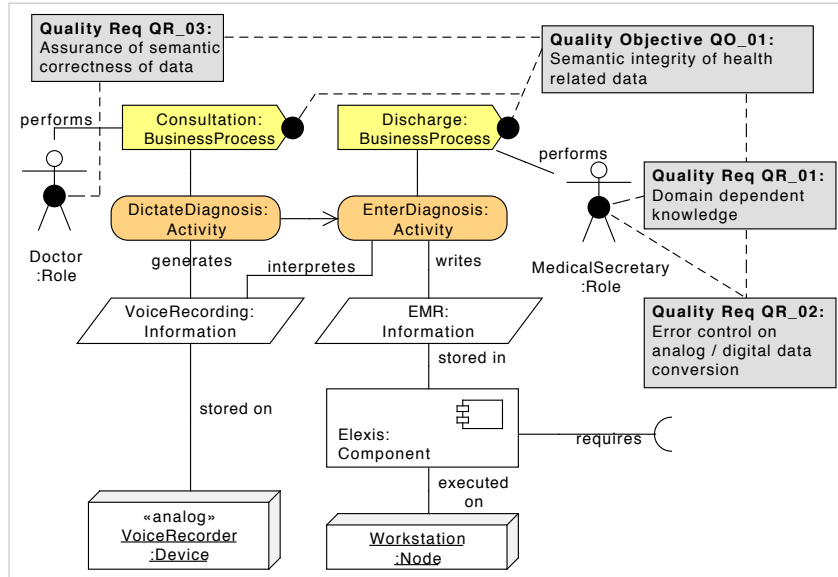 Quality Req QR_03:
Assurance of semantic
correctness of data
Quality Objective QO_01:
Semantic integrity of health
related data
performs
Consultation:
BusinessProcess
Discharge:
BusinessProcess
performs
Quality Req QR_01:
Domain dependent
knowledge
DictateDiagnosis:
Activity
EnterDiagnosis:
Activity
Doctor
:Role
generates
interpretes
writes
MedicalSecretary
:Role
VoiceRecording:
Information
EMR:
Information
Quality Req QR_02:
Error control on
analog / digital data
conversion
stored in
stored on
Elexis:
Component
requires
executed
on
«analog»
VoiceRecorder
:Device
Workstation
:Node